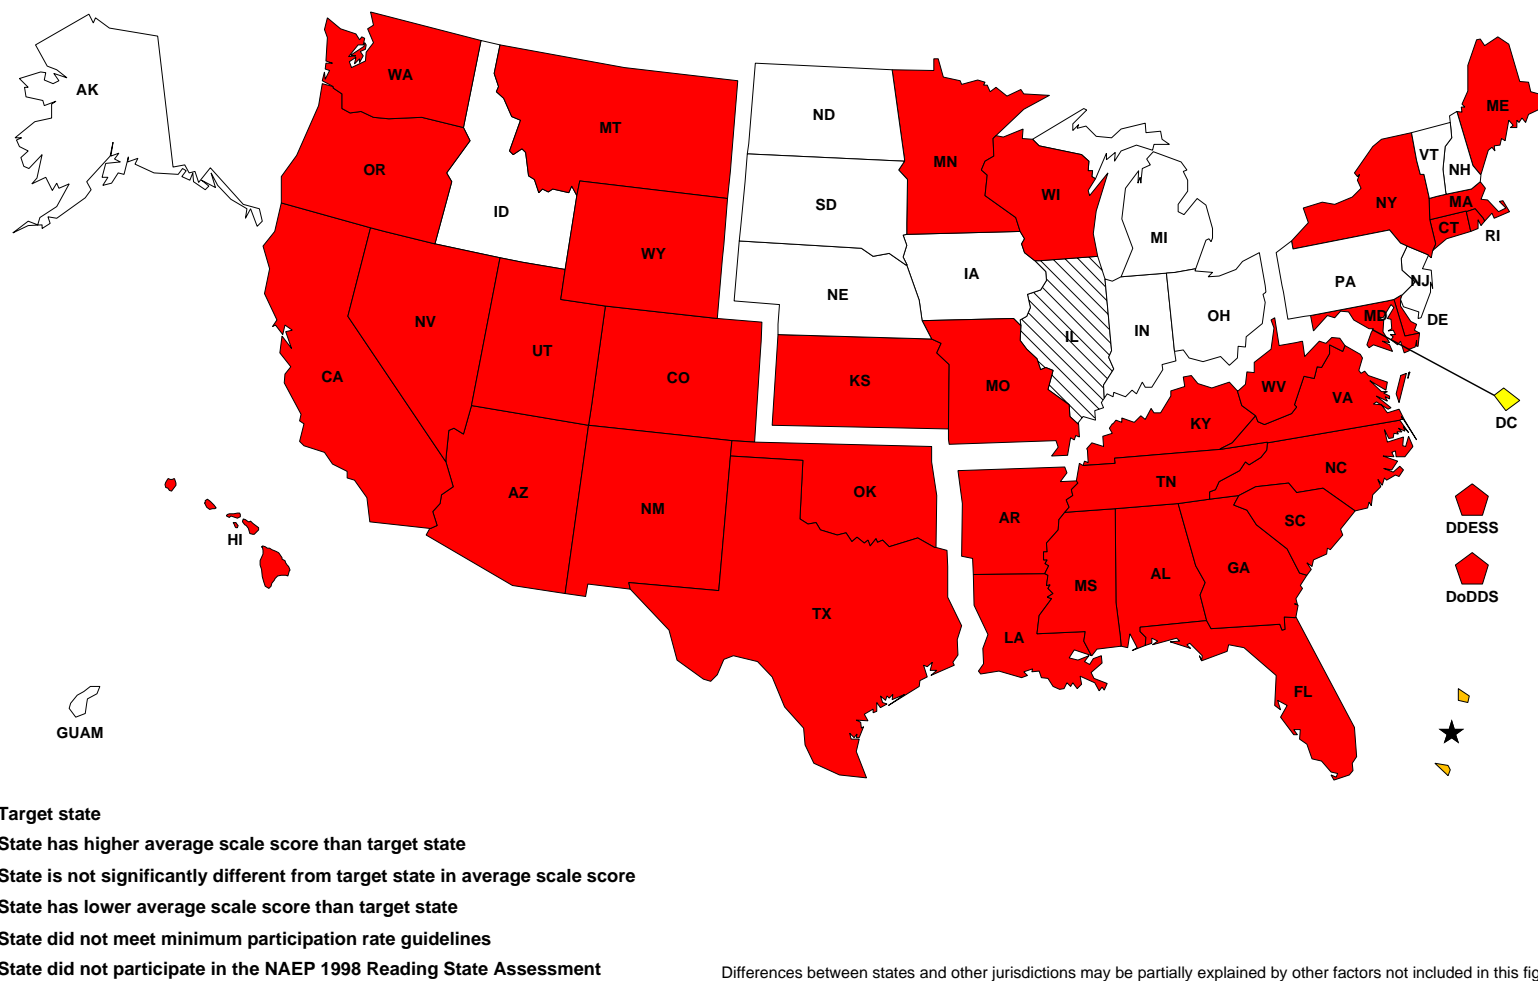 AK
WA
MT
ND
MN
ME
VT
NH
OR
ID
SD
WI
NY
MA
CT
RI
WY
MI
IA
PA
NJ
NE
OH
IN
IL
MD
DE
NV
UT
CO
KS
MO
CA
WV
VA
KY
DC
AZ
NM
OK
AR
TN
NC
SC
HI
DDESS
MS
AL
GA
DoDDS
TX
LA
FL
GUAM
Target state
State has higher average scale score than target state
State is not significantly different from target state in average scale score
State has lower average scale score than target state
State did not meet minimum participation rate guidelines
State did not participate in the NAEP 1998 Reading State Assessment
Differences between states and other jurisdictions may be partially explained by other factors not included in this fig